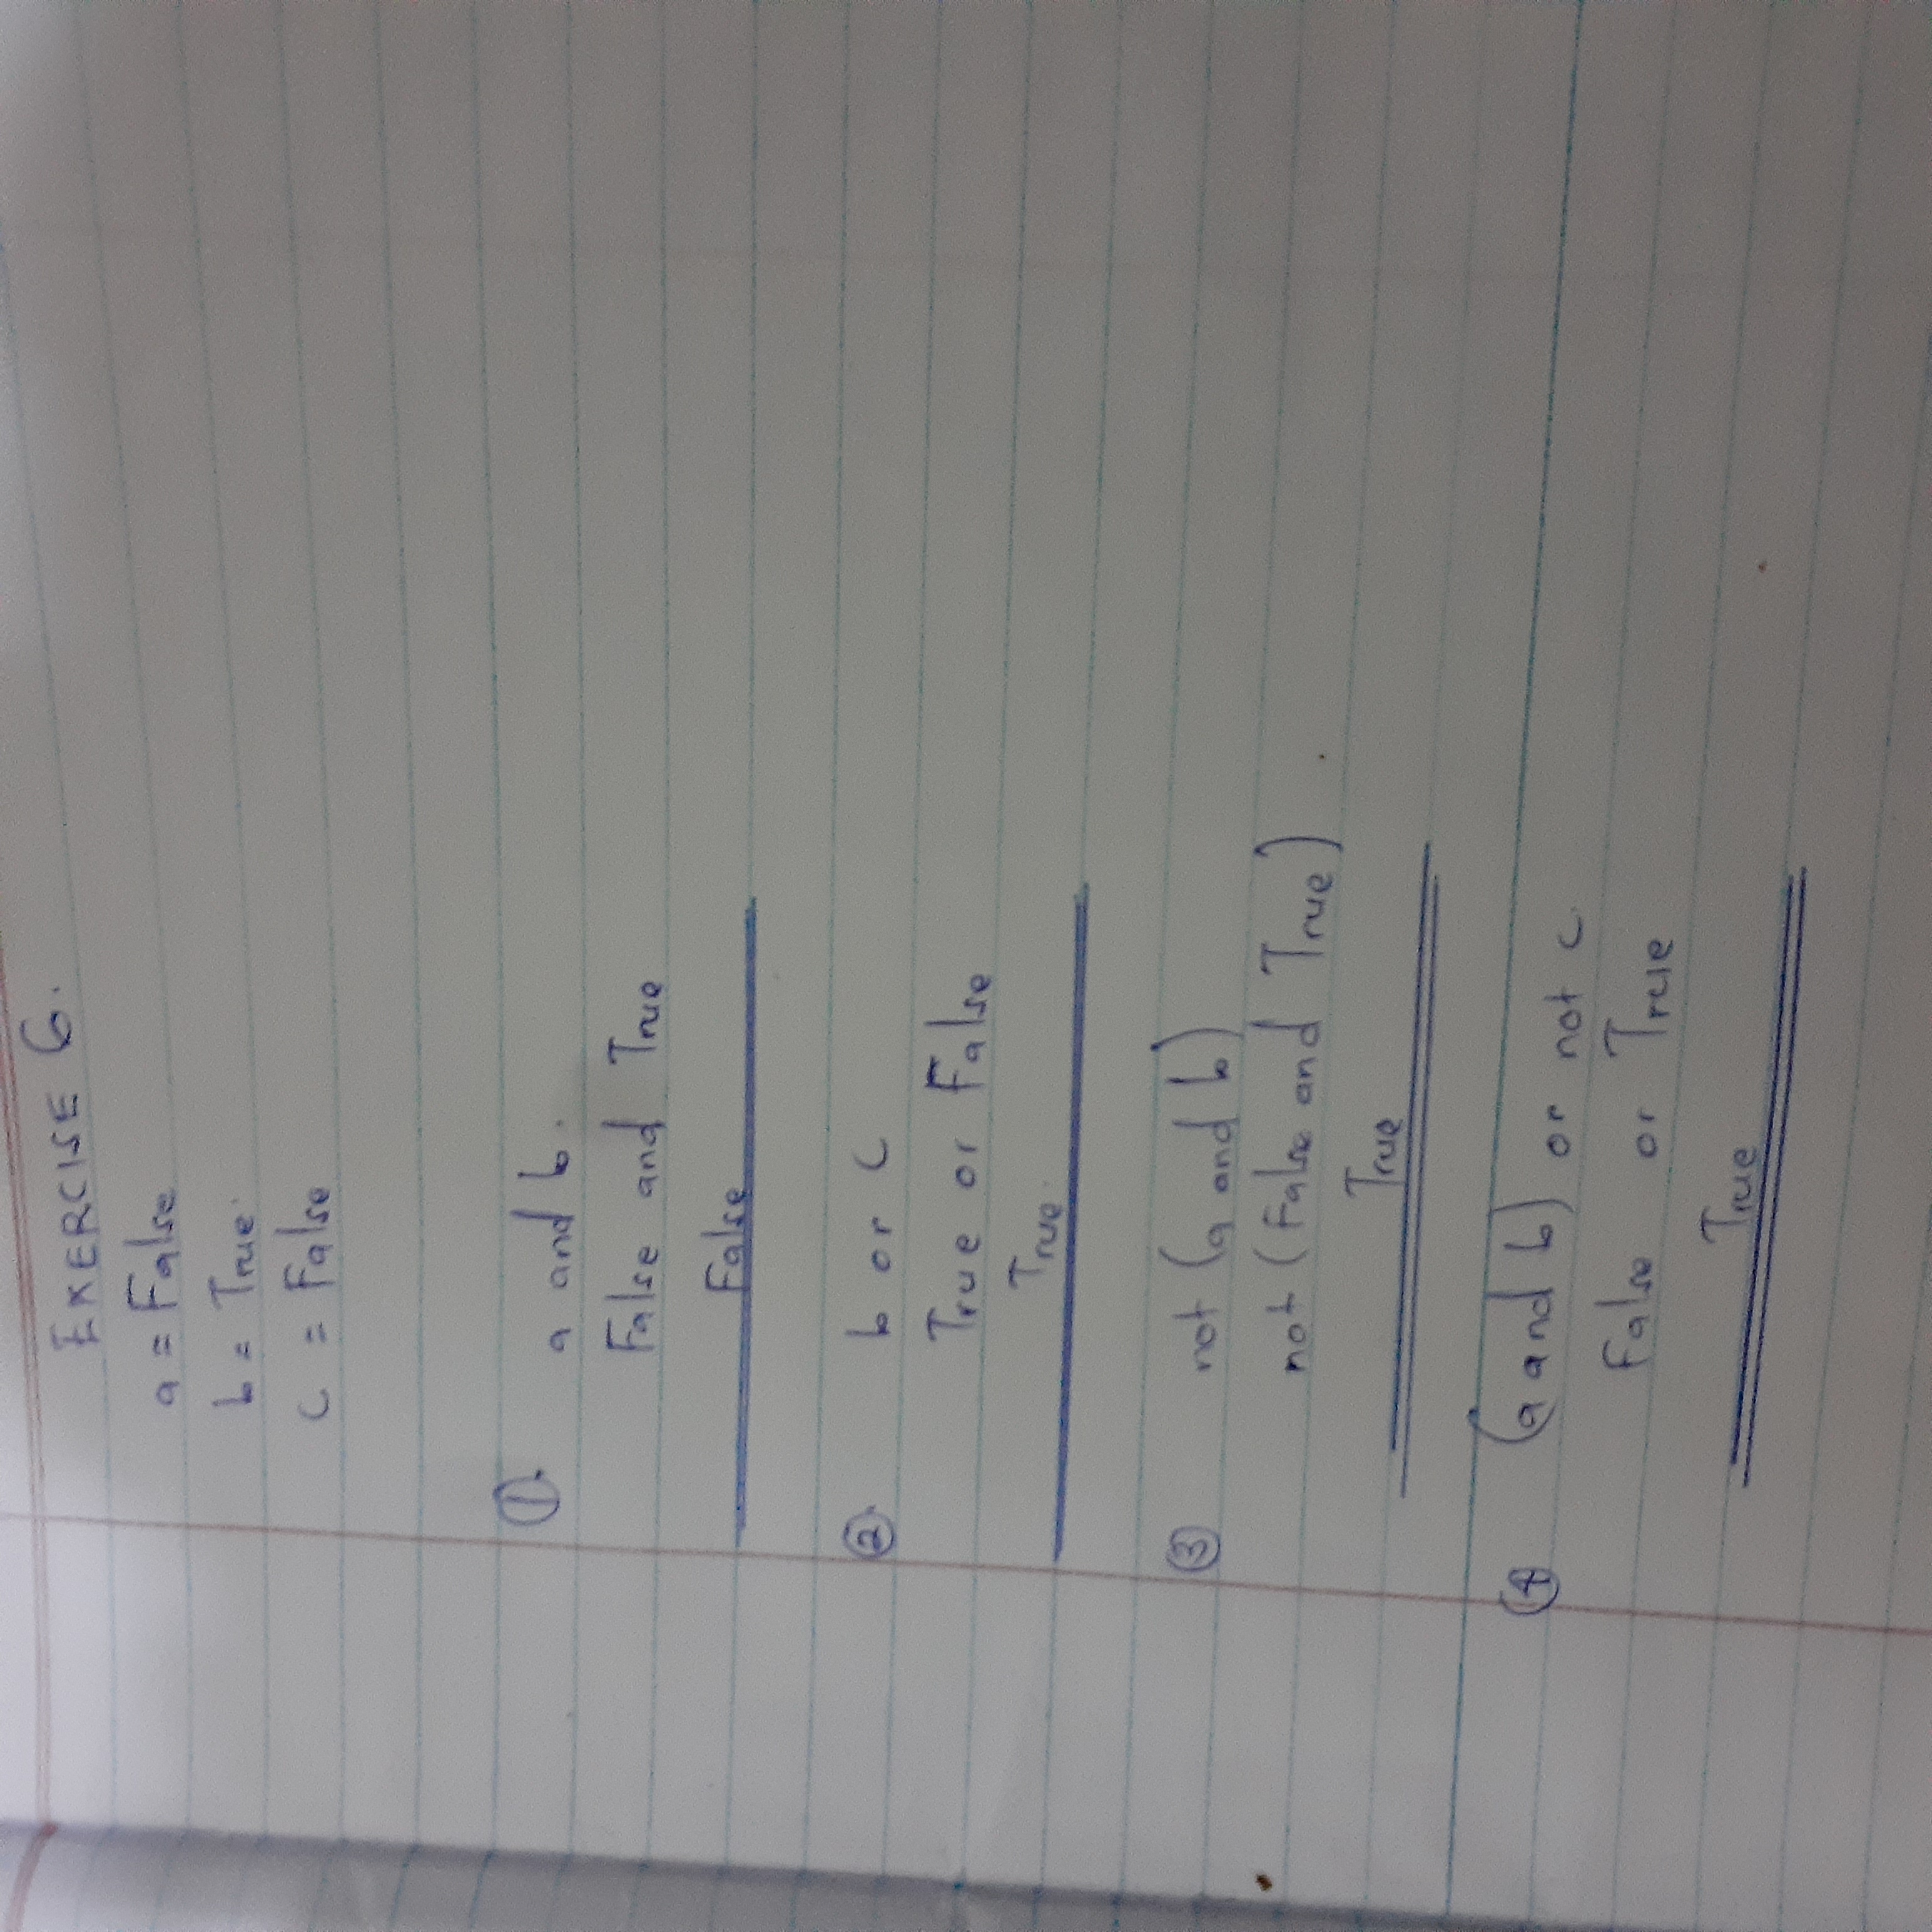 EXERCISE 6.
a = False
b = True
c = False
1. a and b.
False and True
False
2. b or c
True or False
True
3 not (a and b)
not (False and True)
True
4 (a and b) or not c
False or True
True